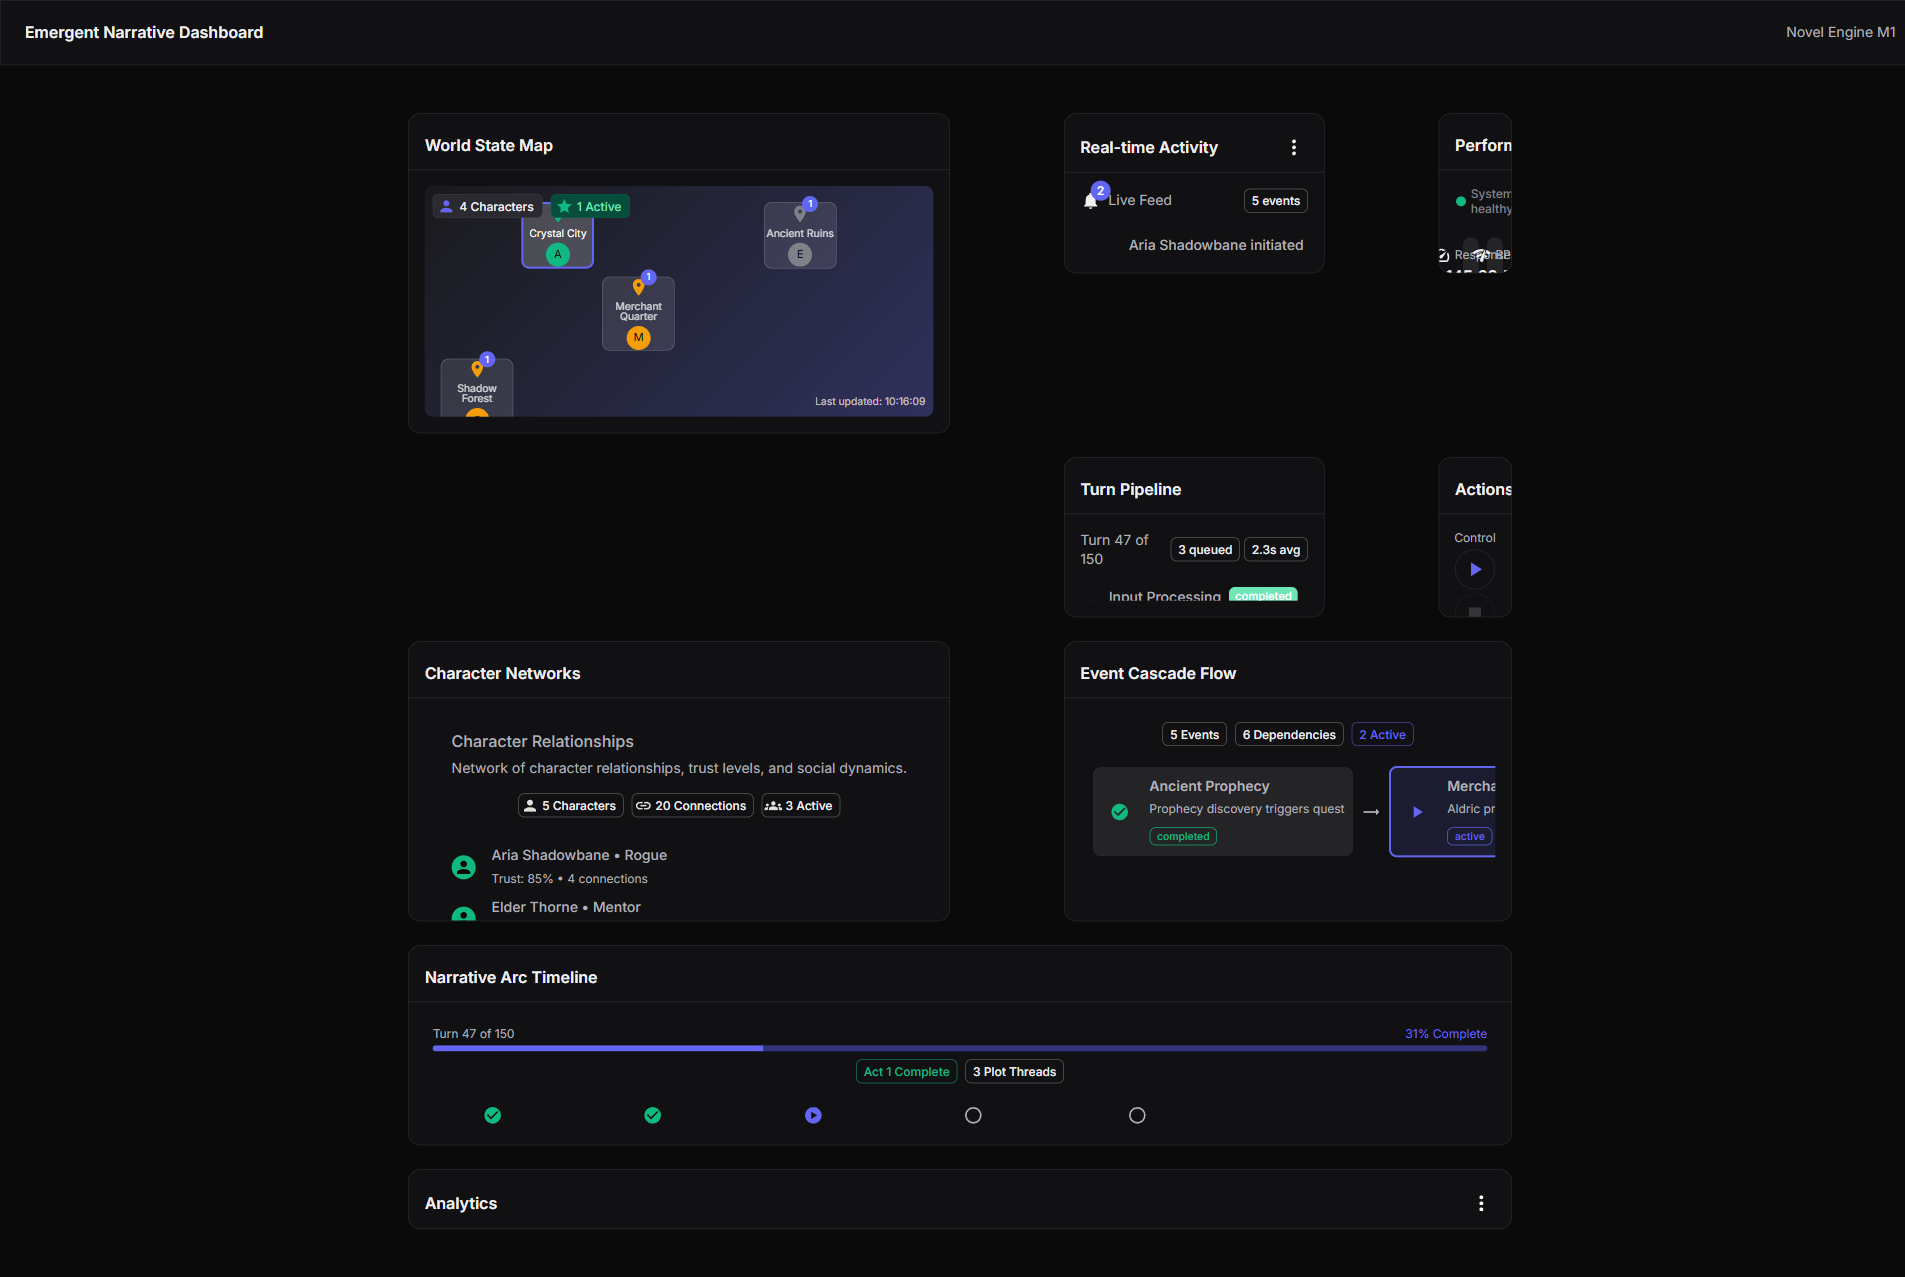 Emergent Narrative Dashboard
Novel Engine M1
World State Map
4 Characters
1 Active
Crystal City
A
1
Ancient Ruins
E
1
Merchant
Quarter
M
1
Shadow
Forest
Last updated: 10:16:09
Real-time Activity
2
Live Feed
5 events
Aria Shadowbane initiated
Perform
System
healthy
Turn Pipeline
Turn 47 of
150
3 queued
2.3s avg
Input Processing
completed
Actions
Control
Character Networks
Character Relationships
Network of character relationships, trust levels, and social dynamics.
5 Characters
20 Connections
3 Active
Aria Shadowbane • Rogue
Trust: 85% • 4 connections
Elder Thorne • Mentor
Event Cascade Flow
5 Events
6 Dependencies
2 Active
Ancient Prophecy
Prophecy discovery triggers quest
completed
Mercha
Aldric pr
active
Narrative Arc Timeline
Turn 47 of 150
31% Complete
Act 1 Complete
3 Plot Threads
Analytics